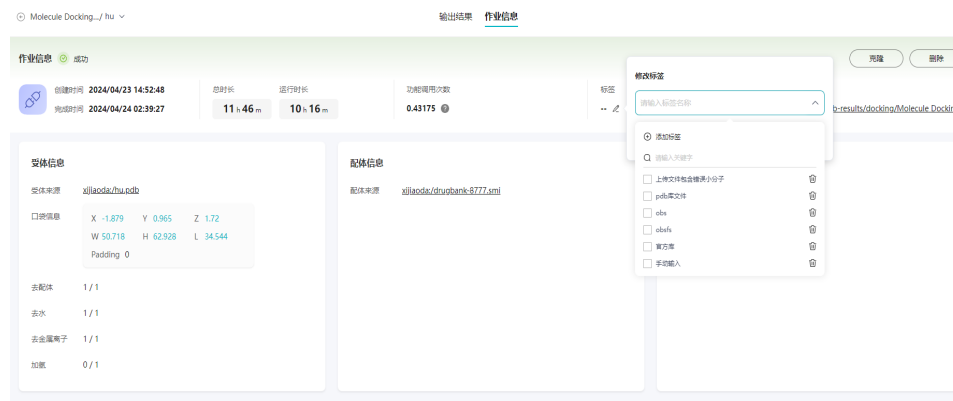 Molecule Docking.../ hu
输出结果 作业信息
作业信息 成功
克隆 删除
创建时间 2024/04/23 14:52:48
完成时间 2024/04/24 02:39:27
总时长
11 h 46 m
运行时长
10 h 16 m
功能调用次数
0.43175
标签
--
修改标签
请输入标签名称
b-results/docking/Molecule Dockin
添加标签
请输入关键字
上传文件包含错误小分子
pdb库文件
obs
obsfs
官方库
手动输入
受体信息
受体来源 xijiaoda:/hu.pdb
口袋信息
X -1.879 Y 0.965 Z 1.72
W 50.718 H 62.928 L 34.544
Padding 0
去配体 1 / 1
去水 1 / 1
去金属离子 1 / 1
加氢 0 / 1
配体信息
配体来源 xijiaoda:/drugbank-8777.smi